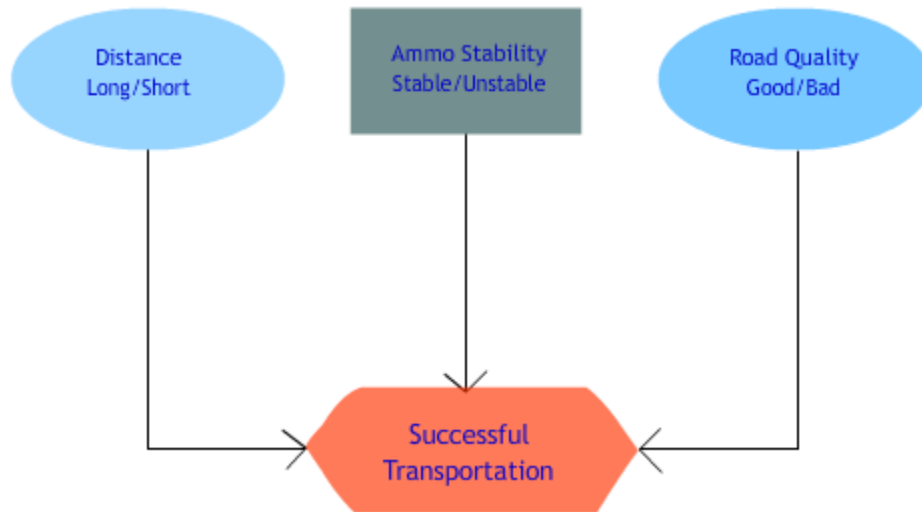 Distance
Long/Short
Ammo Stability
Stable/Unstable
Road Quality
Good/Bad
Successful
Transportation